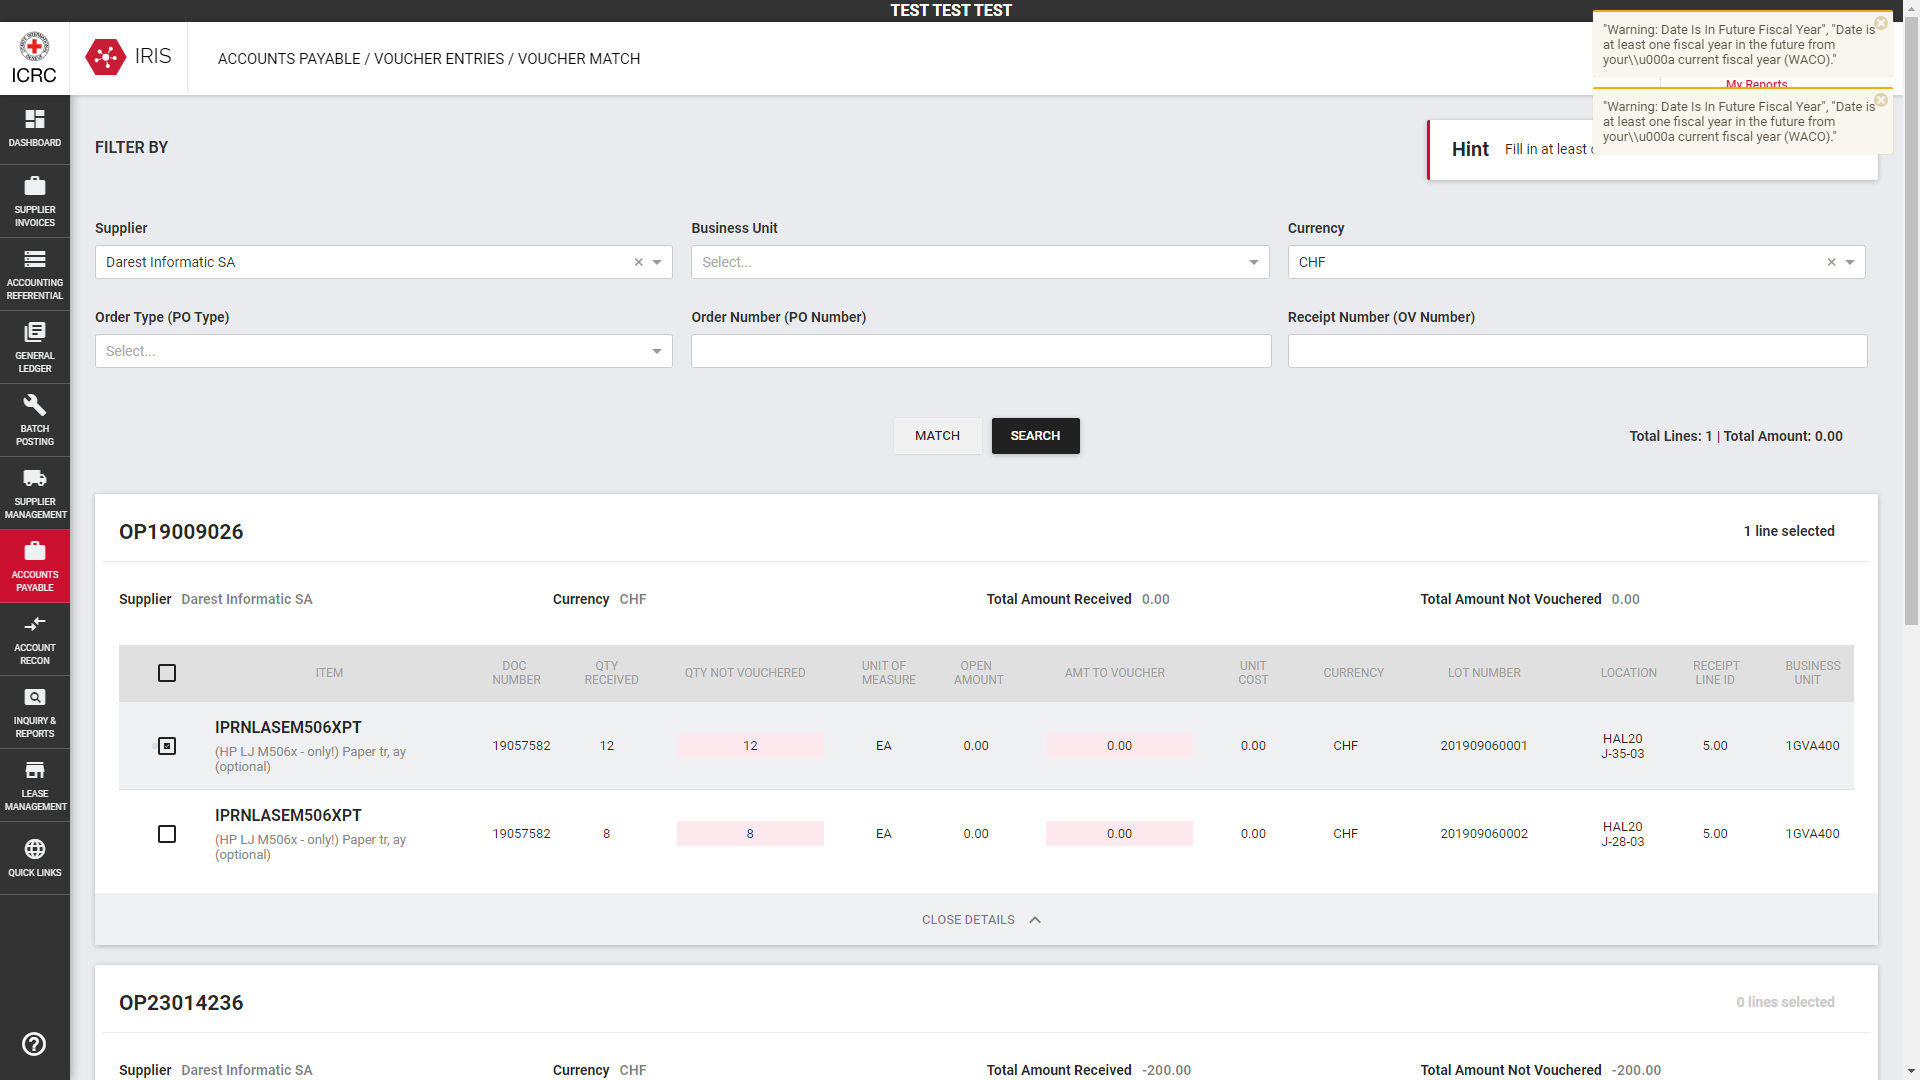 TEST TEST TEST
ICRC
IRIS
ACCOUNTS PAYABLE / VOUCHER ENTRIES / VOUCHER MATCH
"Warning: Date Is In Future Fiscal Year", "Date is
at least one fiscal year in the future from
your\\u000a current fiscal year (WACO)."
My Reports
"Warning: Date Is In Future Fiscal Year", "Date is
at least one fiscal year in the future from
your\\u000a current fiscal year (WACO)."
DASHBOARD
SUPPLIER
INVOICES
ACCOUNTING
REFERENTIAL
GENERAL
LEDGER
BATCH
POSTING
SUPPLIER
MANAGEMENT
ACCOUNTS
PAYABLE
ACCOUNT
RECON
INQUIRY &
REPORTS
LEASE
MANAGEMENT
QUICK LINKS
FILTER BY
Hint Fill in at least
Supplier Business Unit Currency
Darest Informatic SA Select... CHF
Order Type (PO Type) Order Number (PO Number) Receipt Number (OV Number)
Select...
MATCH SEARCH Total Lines: 1 | Total Amount: 0.00
OP19009026 1 line selected
Supplier Darest Informatic SA Currency CHF Total Amount Received 0.00 Total Amount Not Vouchered 0.00
ITEM DOC NUMBER QTY RECEIVED QTY NOT VOUCHERED UNIT OF MEASURE OPEN AMOUNT AMT TO VOUCHER UNIT COST CURRENCY LOT NUMBER LOCATION RECEIPT LINE ID BUSINESS UNIT
IPRNLASEM506XPT
(HP LJ M506x - only!) Paper tr, ay
(optional)
19057582 12 12 EA 0.00 0.00 0.00 CHF 201909060001 HAL20 J-35-03 5.00 1GVA400
IPRNLASEM506XPT
(HP LJ M506x - only!) Paper tr, ay
(optional)
19057582 8 8 EA 0.00 0.00 0.00 CHF 201909060002 HAL20 J-28-03 5.00 1GVA400
CLOSE DETAILS
OP23014236 0 lines selected
Supplier Darest Informatic SA Currency CHF Total Amount Received -200.00 Total Amount Not Vouchered -200.00